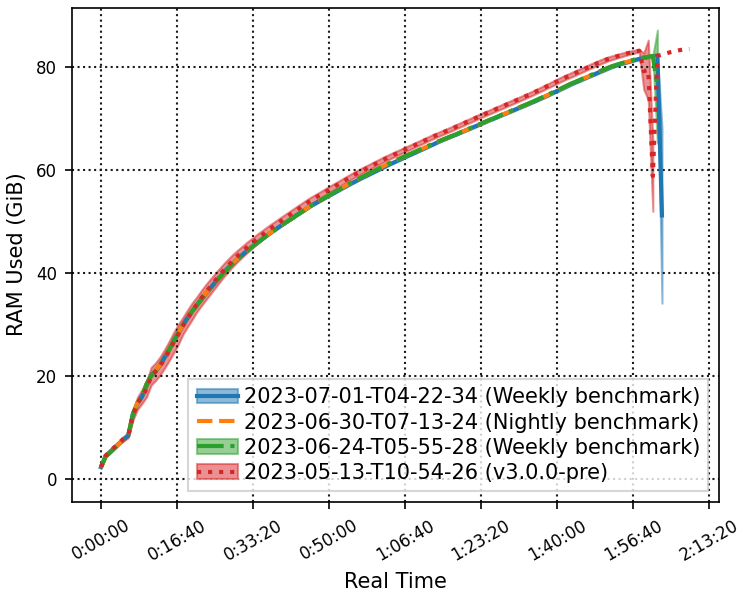 80
60
40
20
0
RAM Used (GiB)
2023-07-01-T04-22-34 (Weekly benchmark)
2023-06-30-T07-13-24 (Nightly benchmark)
2023-06-24-T05-55-28 (Weekly benchmark)
2023-05-13-T10-54-26 (v3.0.0-pre)
0:00:00
0:16:40
0:33:20
0:50:00
1:06:40
1:23:20
1:40:00
1:56:40
2:13:20
Real Time